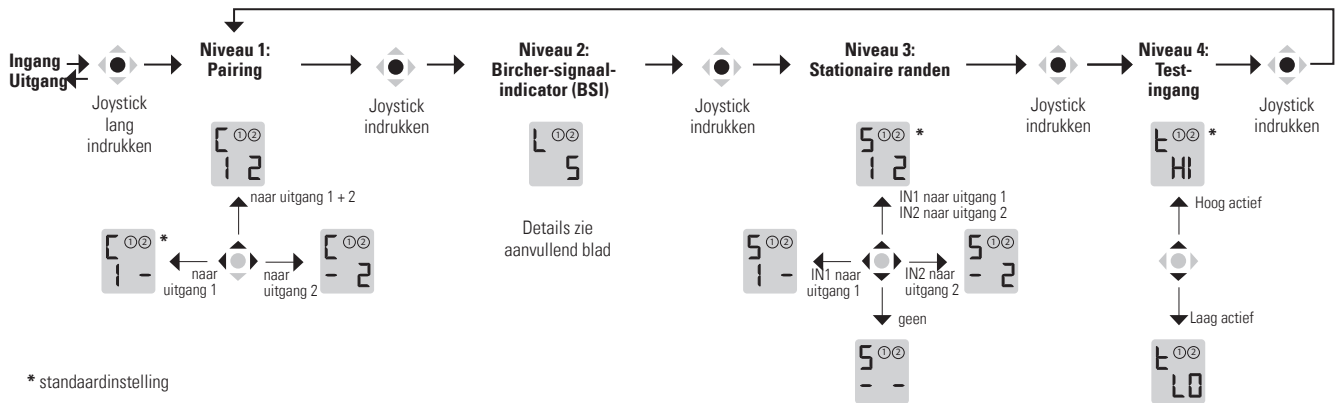 Ingang
Uitgang
Joystick
lang
indrukken
Niveau 1:
Pairing
C ①②
1 2
naar uitgang 1 + 2
C ①② *
1 -
naar
uitgang 1
naar
uitgang 2
C ①②
- 2
Joystick
indrukken
Niveau 2:
Bircher-signaal-
indicator (BSI)
L ①②
5
Details zie
aanvullend blad
Joystick
indrukken
Niveau 3:
Stationaire randen
S ①② *
1 2
IN1 naar uitgang 1
IN2 naar uitgang 2
S ①②
1 -
IN1 naar
uitgang 1
IN2 naar
uitgang 2
S ①②
- 2
geen
S ①②
- -
Joystick
indrukken
Niveau 4:
Test-
ingang
t ①② *
HI
Hoog actief
Laag actief
t ①②
LO
Joystick
indrukken
* standaardinstelling